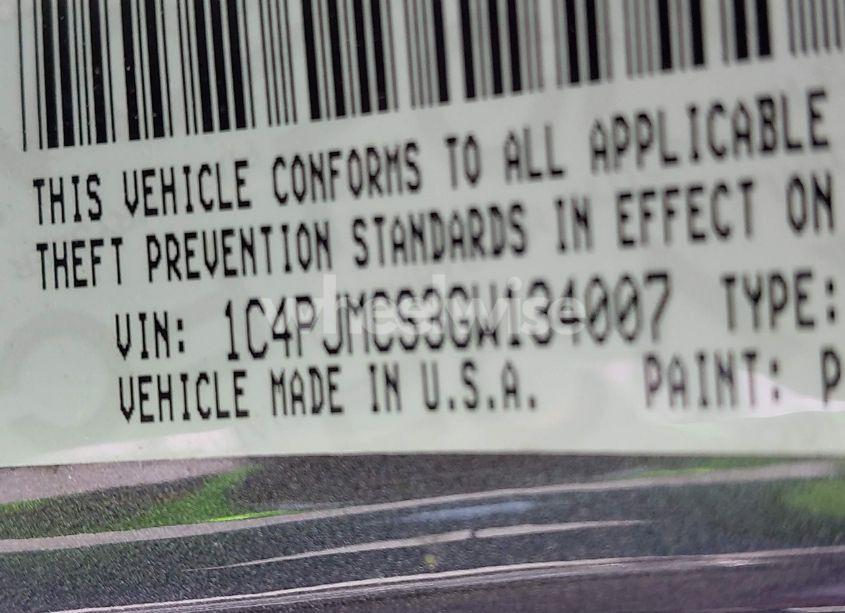 THIS VEHICLE CONFORMS TO ALL APPLICABLE
THEFT PREVENTION STANDARDS IN EFFECT ON
VIN: 1C4PJMCS3GW134007 TYPE:
wheelwise
VEHICLE MADE IN U.S.A. PAINT: P